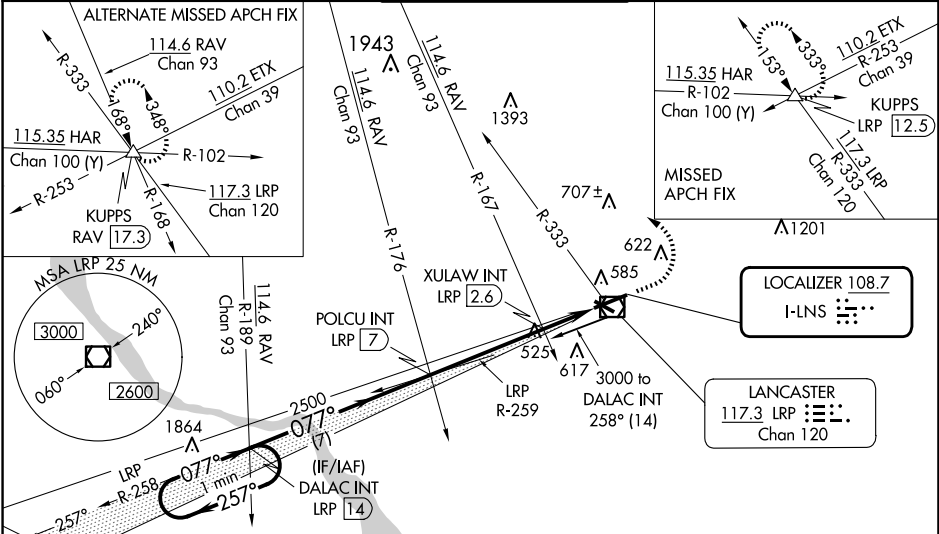 ALTERNATE MISSED APCH FIX
114.6 RAV
Chan 93
R-333
110.2 ETX
Chan 39
168°
348°
115.35 HAR
Chan 100 (Y)
R-102
R-253
R-168
117.3 LRP
Chan 120
KUPPS
RAV 17.3
1943
114.6 RAV
Chan 93
R-176
114.6 RAV
Chan 93
R-167
1393
R-333
707±
622
585
1201
153°
333°
110.2 ETX
R-253
Chan 39
115.35 HAR
R-102
Chan 100 (Y)
KUPPS
LRP 12.5
117.3 LRP
R-333
Chan 120
MISSED
APCH FIX
MSA LRP 25 NM
3000
240°
060°
2600
114.6 RAV
R-189
Chan 93
XULAW INT
LRP 2.6
POLCU INT
LRP 7
525
617
LOCALIZER 108.7
I-LNS
LRP
R-259
3000 to
DALAC INT
258° (14)
LANCASTER
117.3 LRP
Chan 120
2500
077°
(7)
1864
(IF/IAF)
DALAC INT
LRP 14
LRP
R-258
077°
1 min
257°
257°